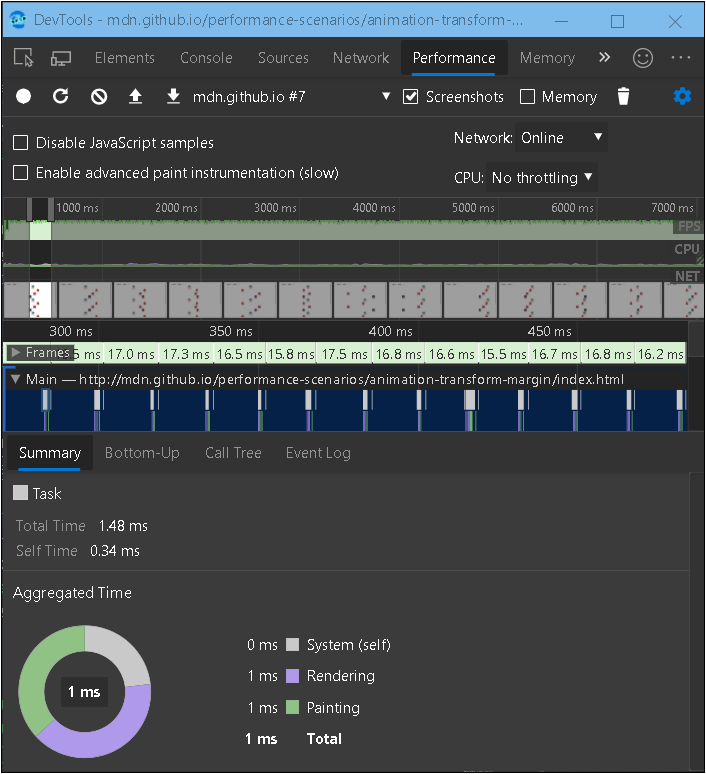 DevTools - mdn.github.io/performance-scenarios/animation-transform-...
Elements Console Sources Network Performance Memory »
mdn.github.io #7 Screenshots Memory
Disable JavaScript samples
Network: Online
Enable advanced paint instrumentation (slow)
CPU: No throttling
1000 ms 2000 ms 3000 ms 4000 ms 5000 ms 6000 ms 7000 ms
FPS
CPU
NET
300 ms 350 ms 400 ms 450 ms
Frames 5 ms 17.0 ms 17.3 ms 16.5 ms 15.8 ms 17.5 ms 16.8 ms 16.6 ms 15.5 ms 16.7 ms 16.8 ms 16.2 ms
Main — http://mdn.github.io/performance-scenarios/animation-transform-margin/index.html
Summary Bottom-Up Call Tree Event Log
Task
Total Time 1.48 ms
Self Time 0.34 ms
Aggregated Time
0 ms System (self)
1 ms Rendering
1 ms
1 ms Painting
1 ms Total